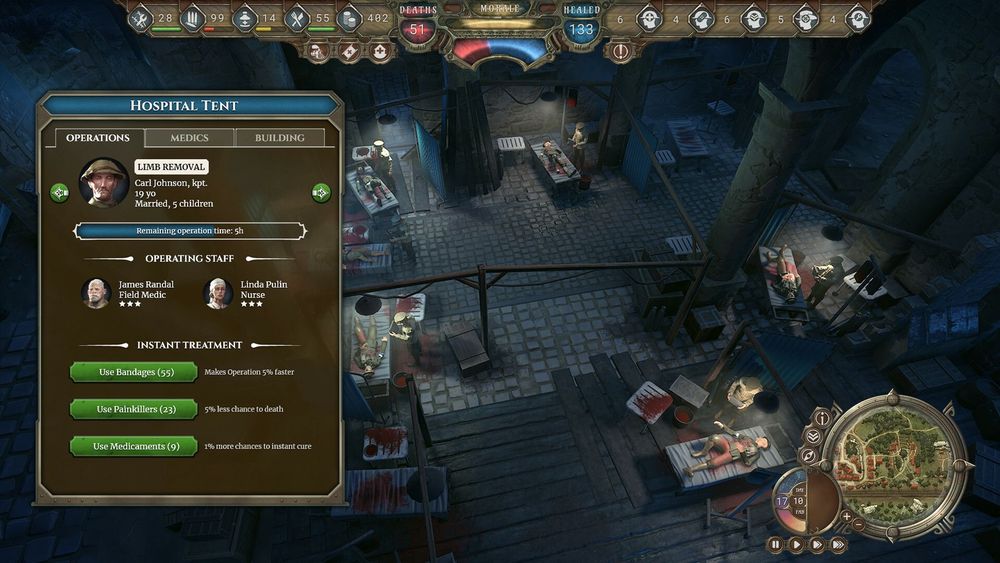 28 99 14 55 402
DEATHS
51
MORALE
HEALED
133
6 4 6 5 4
HOSPITAL TENT
OPERATIONS MEDICS BUILDING
LIMB REMOVAL
Carl Johnson, kpt.
19 yo
Married, 5 children
Remaining operation time: 5h
OPERATING STAFF
James Randal
Field Medic
Linda Pulin
Nurse
INSTANT TREATMENT
Use Bandages (55) Makes Operation 5% faster
Use Painkillers (23) 5% less chance to death
Use Medicaments (9) 1% more chances to instant cure
17 10